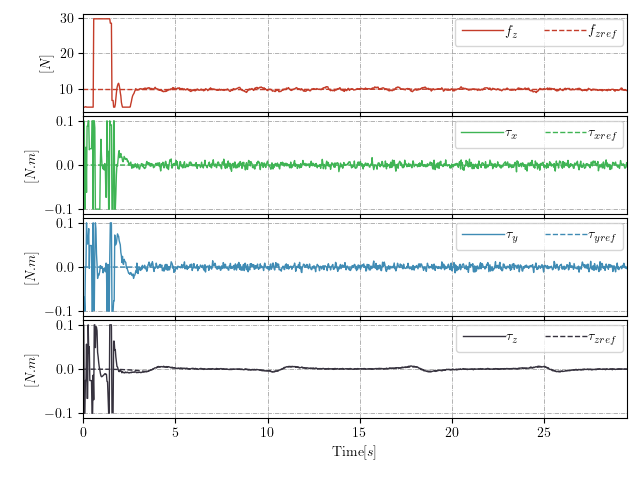 30
20
10
[N]
f_z
f_zref
0.1
0.0
−0.1
[N.m]
τ_x
τ_xref
0.1
0.0
−0.1
[N.m]
τ_y
τ_yref
0.1
0.0
−0.1
[N.m]
τ_z
τ_zref
0 5 10 15 20 25
Time[s]